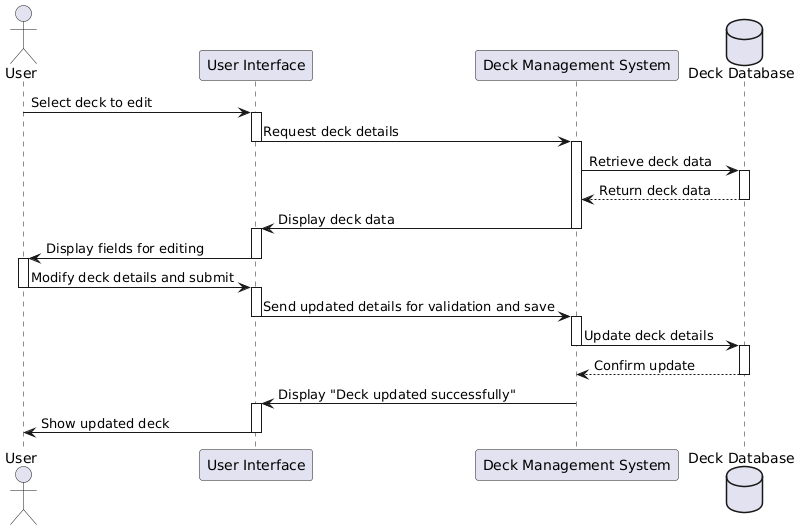 User
User Interface
Deck Management System
Deck Database
Select deck to edit
Request deck details
Retrieve deck data
Return deck data
Display deck data
Display fields for editing
Modify deck details and submit
Send updated details for validation and save
Update deck details
Confirm update
Display "Deck updated successfully"
Show updated deck
User
User Interface
Deck Management System
Deck Database